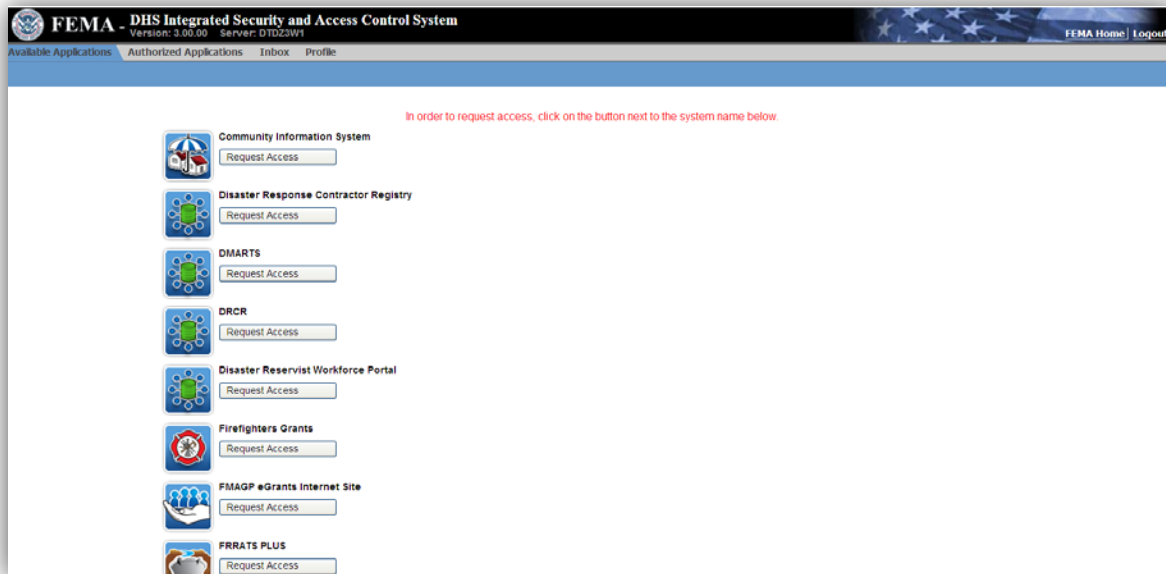 FEMA - DHS Integrated Security and Access Control System
Version: 3.00.00 Server: DTDZ3W1
FEMA Home | Logout
Available Applications Authorized Applications Inbox Profile
In order to request access, click on the button next to the system name below.
Community Information System
Request Access
Disaster Response Contractor Registry
Request Access
DMARTS
Request Access
DRCR
Request Access
Disaster Reservist Workforce Portal
Request Access
Firefighters Grants
Request Access
FMAGP eGrants Internet Site
Request Access
FRRATS PLUS
Request Access